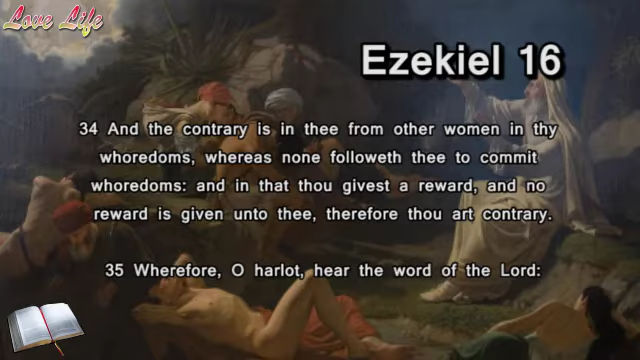 Love Life
Ezekiel 16
34 And the contrary is in thee from other women in thy
whoredoms, whereas none followeth thee to commit
whoredoms: and in that thou givest a reward, and no
reward is given unto thee, therefore thou art contrary.
35 Wherefore, O harlot, hear the word of the Lord: